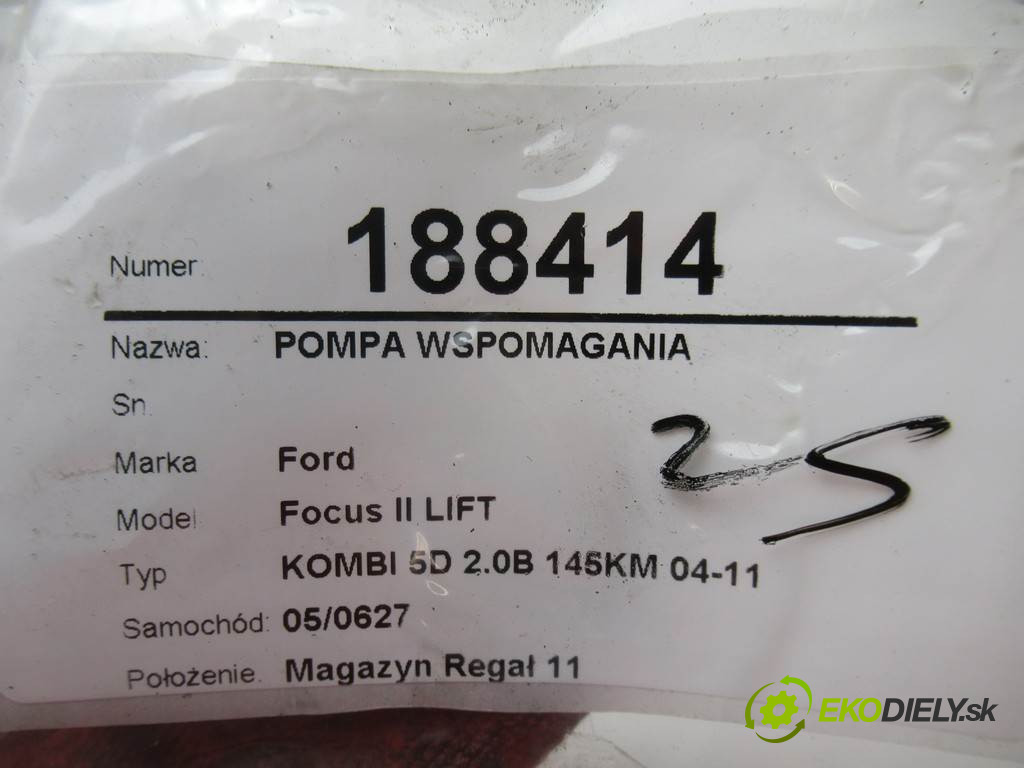 Numer: 188414
Nazwa: POMPA WSPOMAGANIA
Sn.
Marka Ford
25
Model Focus II LIFT
Typ KOMBI 5D 2.0B 145KM 04-11
Samochód: 05/0627
Położenie. Magazyn Regał 11
EKODIELY.sk